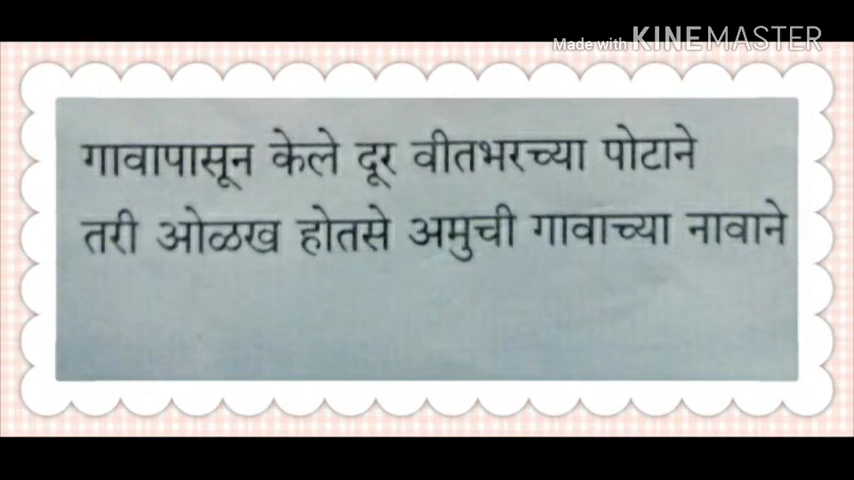 Made with KINEMASTER
गावापासून केले दूर वीतभरच्या पोटाने
तरी ओळख होतसे अमुची गावाच्या नावाने